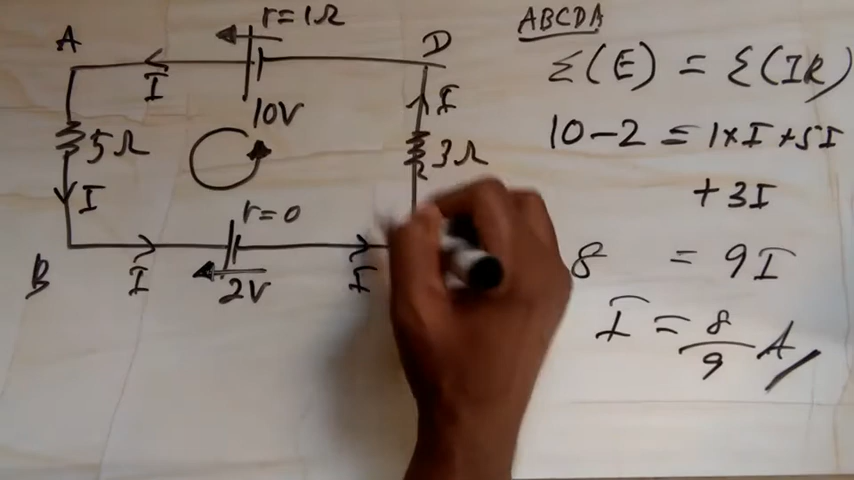 r=1Ω
A
D
I
10V
I
5Ω
3Ω
I
r=0
B
I
2V
I
ABCDA
Σ(E) = Σ(IR)
10-2 = 1×I+5I
+3I
8 = 9I
I = 8/9 A